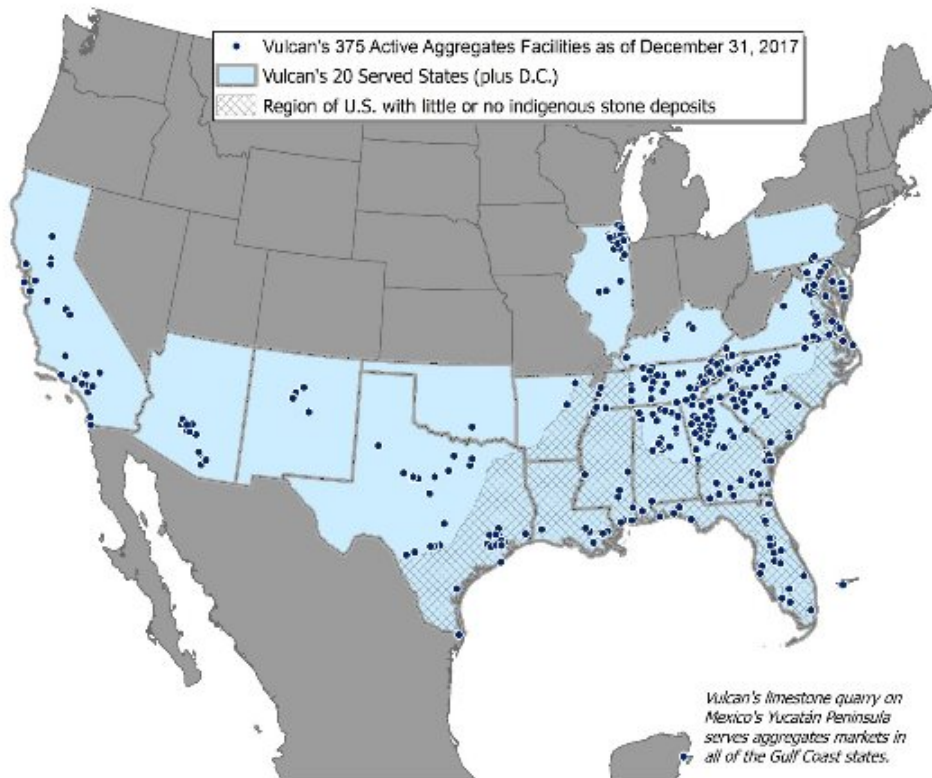 Vulcan's 375 Active Aggregates Facilities as of December 31, 2017
Vulcan's 20 Served States (plus D.C.)
Region of U.S. with little or no indigenous stone deposits
Vulcan's limestone quarry on
Mexico's Yucatán Peninsula
serves aggregates markets in
all of the Gulf Coast states.